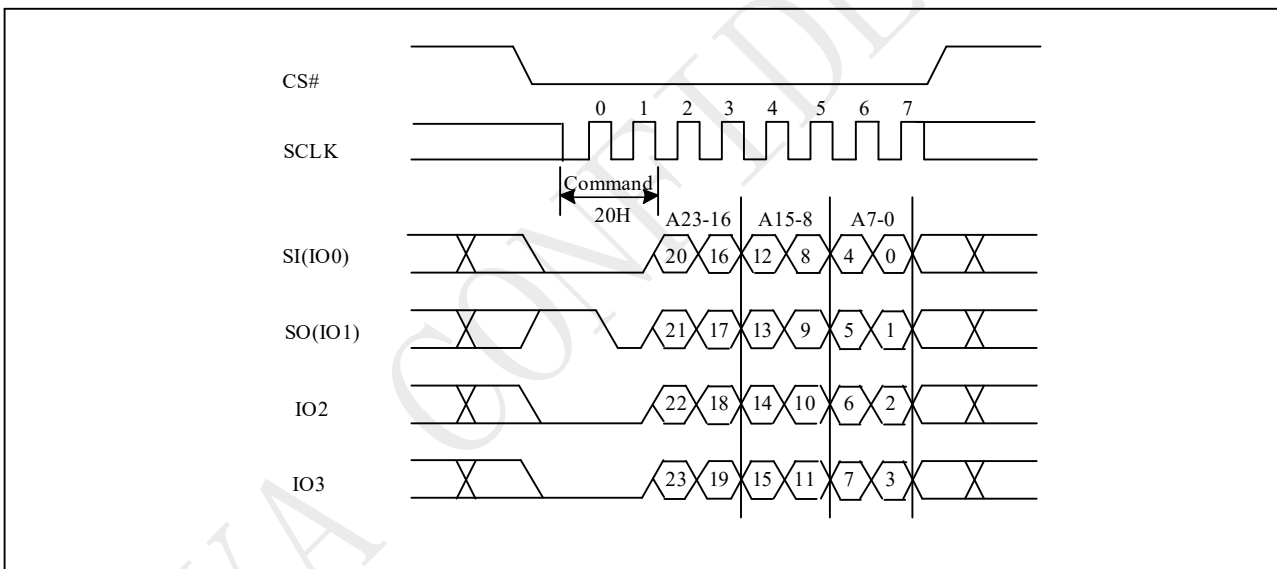 CS#
0 1 2 3 4 5 6 7
SCLK
Command
20H
A23-16 A15-8 A7-0
SI(IO0) 20 16 12 8 4 0
SO(IO1) 21 17 13 9 5 1
IO2 22 18 14 10 6 2
IO3 23 19 15 11 7 3